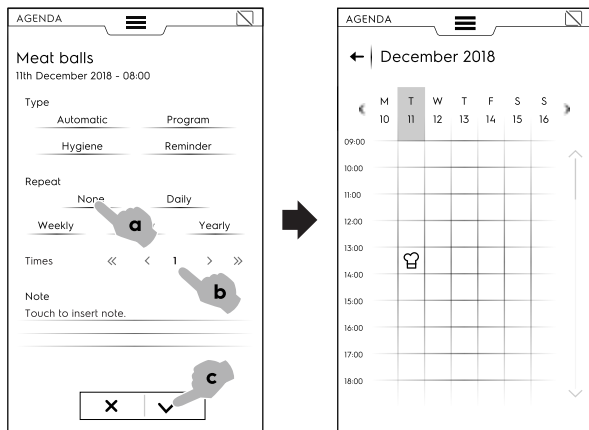 AGENDA
Meat balls
11th December 2018 - 08:00
Type
Automatic Program
Hygiene Reminder
Repeat
None Daily
Weekly Yearly
Times « < 1 > »
Note
Touch to insert note.
a
b
c
AGENDA
December 2018
M T W T F S S
10 11 12 13 14 15 16
09:00
10:00
11:00
12:00
13:00
14:00
15:00
16:00
17:00
18:00